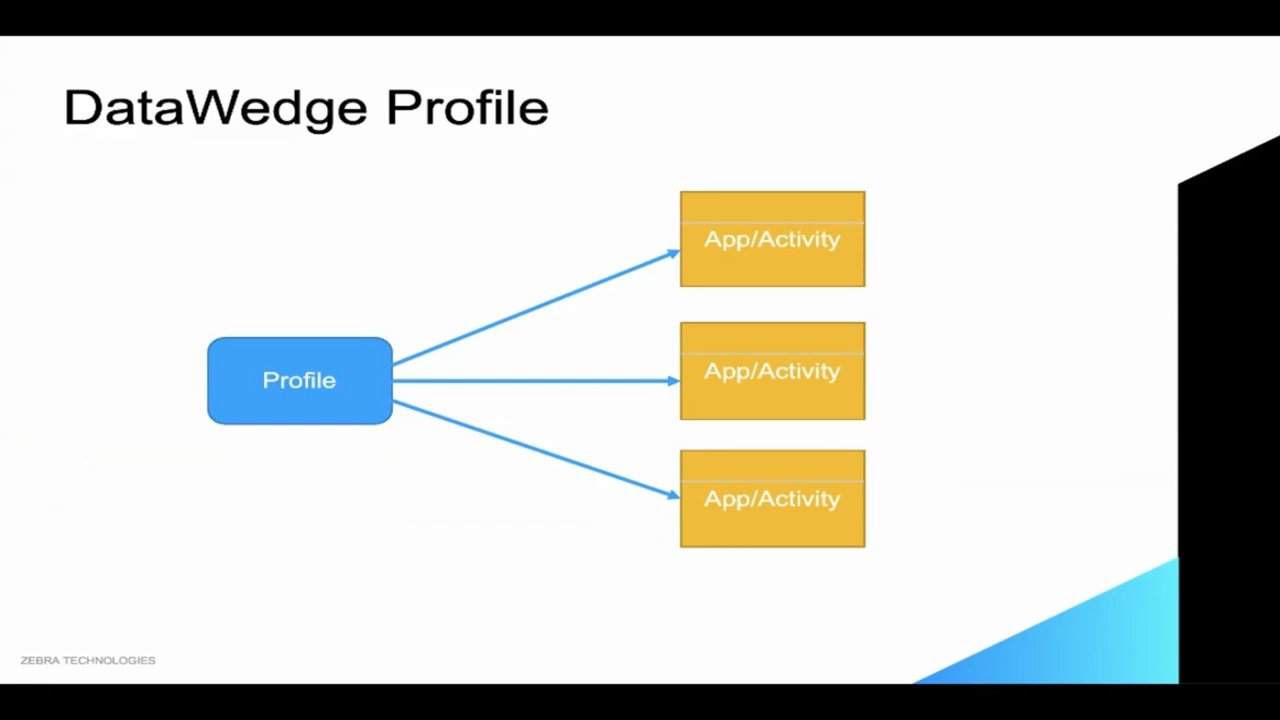 DataWedge Profile
App/Activity
Profile
App/Activity
App/Activity
ZEBRA TECHNOLOGIES